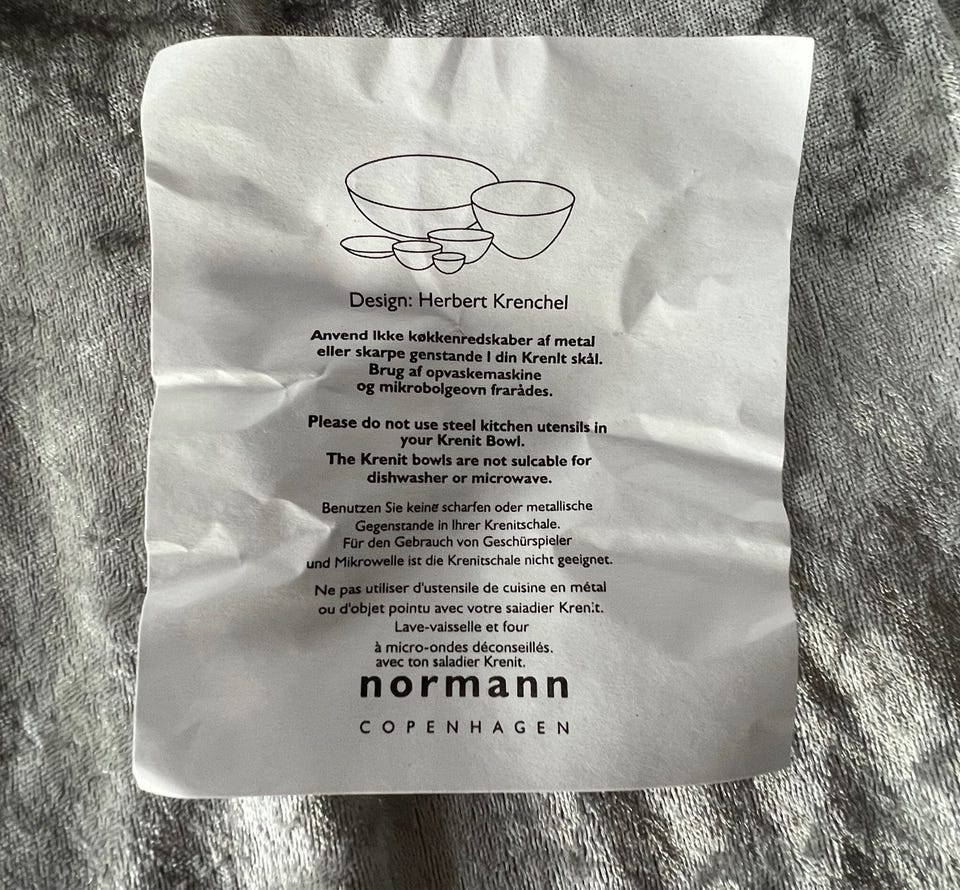 Design: Herbert Krenchel
Anvend Ikke køkkenredskaber af metal
eller skarpe genstande I din KrenIt skål.
Brug af opvaskemaskine
og mikrobolgeovn frarådes.
Please do not use steel kitchen utensils in
your Krenit Bowl.
The Krenit bowls are not sulcable for
dishwasher or microwave.
Benutzen Sie keine scharfen oder metallische
Gegenstande in Ihrer Krenitschale.
Für den Gebrauch von Geschürspieler
und Mikrowelle ist die Krenitschale nicht geeignet.
Ne pas utiliser d'ustensile de cuisine en métal
ou d'objet pointu avec votre saiadier Kren:t.
Lave-vaisselle et four
à micro-ondes déconseillés.
avec ton saladier Krenit.
normann
COPENHAGEN